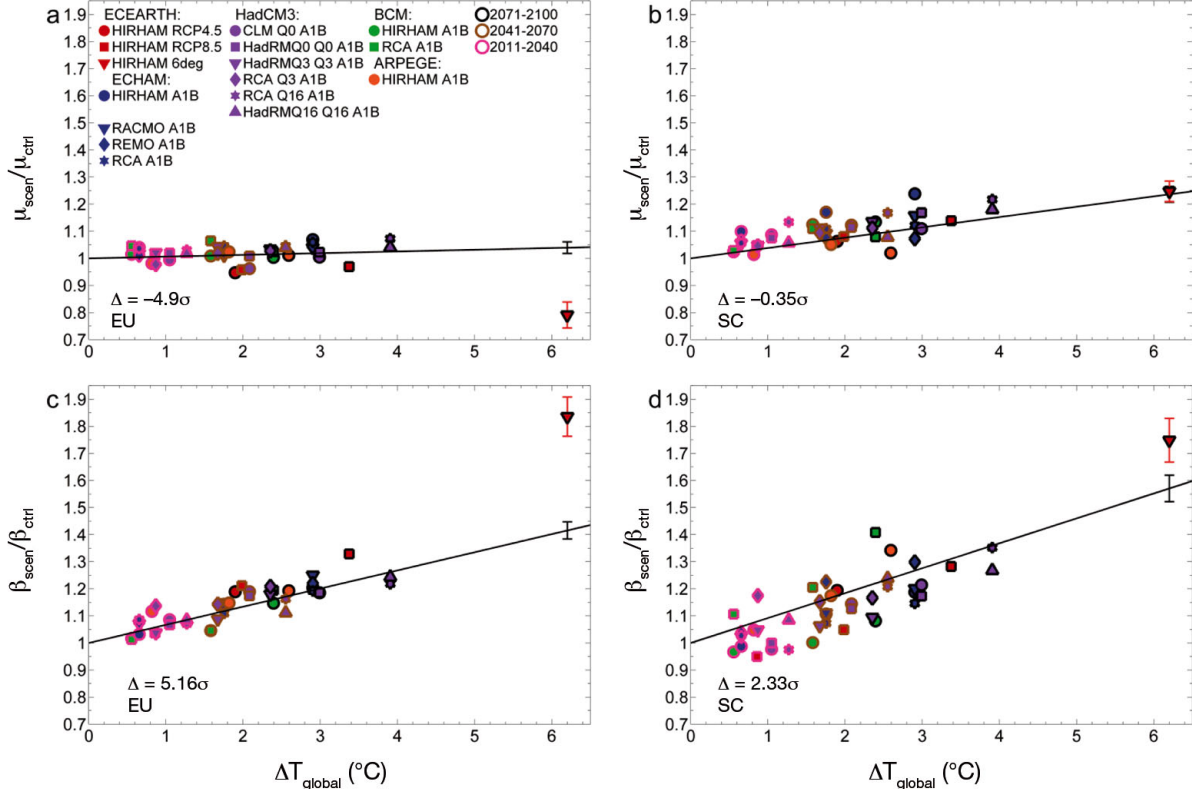 a
ECEARTH:
HIRHAM RCP4.5
HIRHAM RCP8.5
HIRHAM 6deg
ECHAM:
HIRHAM A1B
RACMO A1B
REMO A1B
RCA A1B
HadCM3:
CLM Q0 A1B
HadRMQ0 Q0 A1B
HadRMQ3 Q3 A1B
RCA Q3 A1B
RCA Q16 A1B
HadRMQ16 Q16 A1B
BCM:
HIRHAM A1B
RCA A1B
ARPEGE:
HIRHAM A1B
2071-2100
2041-2070
2011-2040
μscen/μctrl
1.9
1.8
1.7
1.6
1.5
1.4
1.3
1.2
1.1
1
0.9
0.8
0.7
Δ = –4.9σ
EU
0 1 2 3 4 5 6
b
μscen/μctrl
1.9
1.8
1.7
1.6
1.5
1.4
1.3
1.2
1.1
1
0.9
0.8
0.7
Δ = –0.35σ
SC
0 1 2 3 4 5 6
c
βscen/βctrl
1.9
1.8
1.7
1.6
1.5
1.4
1.3
1.2
1.1
1
0.9
0.8
0.7
Δ = 5.16σ
EU
0 1 2 3 4 5 6
ΔTglobal (°C)
d
βscen/βctrl
1.9
1.8
1.7
1.6
1.5
1.4
1.3
1.2
1.1
1
0.9
0.8
0.7
Δ = 2.33σ
SC
0 1 2 3 4 5 6
ΔTglobal (°C)